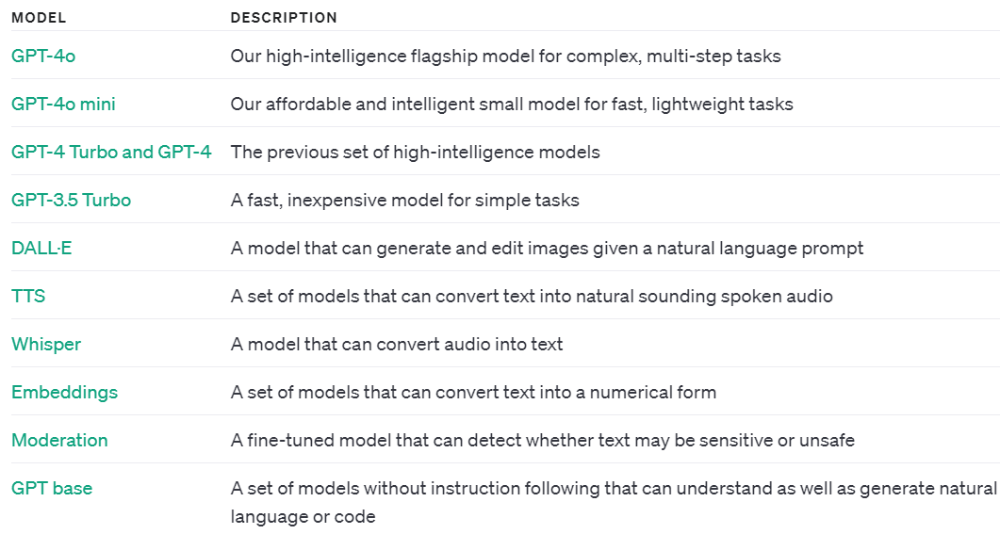 MODEL DESCRIPTION
GPT-4o Our high-intelligence flagship model for complex, multi-step tasks
GPT-4o mini Our affordable and intelligent small model for fast, lightweight tasks
GPT-4 Turbo and GPT-4 The previous set of high-intelligence models
GPT-3.5 Turbo A fast, inexpensive model for simple tasks
DALL·E A model that can generate and edit images given a natural language prompt
TTS A set of models that can convert text into natural sounding spoken audio
Whisper A model that can convert audio into text
Embeddings A set of models that can convert text into a numerical form
Moderation A fine-tuned model that can detect whether text may be sensitive or unsafe
GPT base A set of models without instruction following that can understand as well as generate natural
language or code